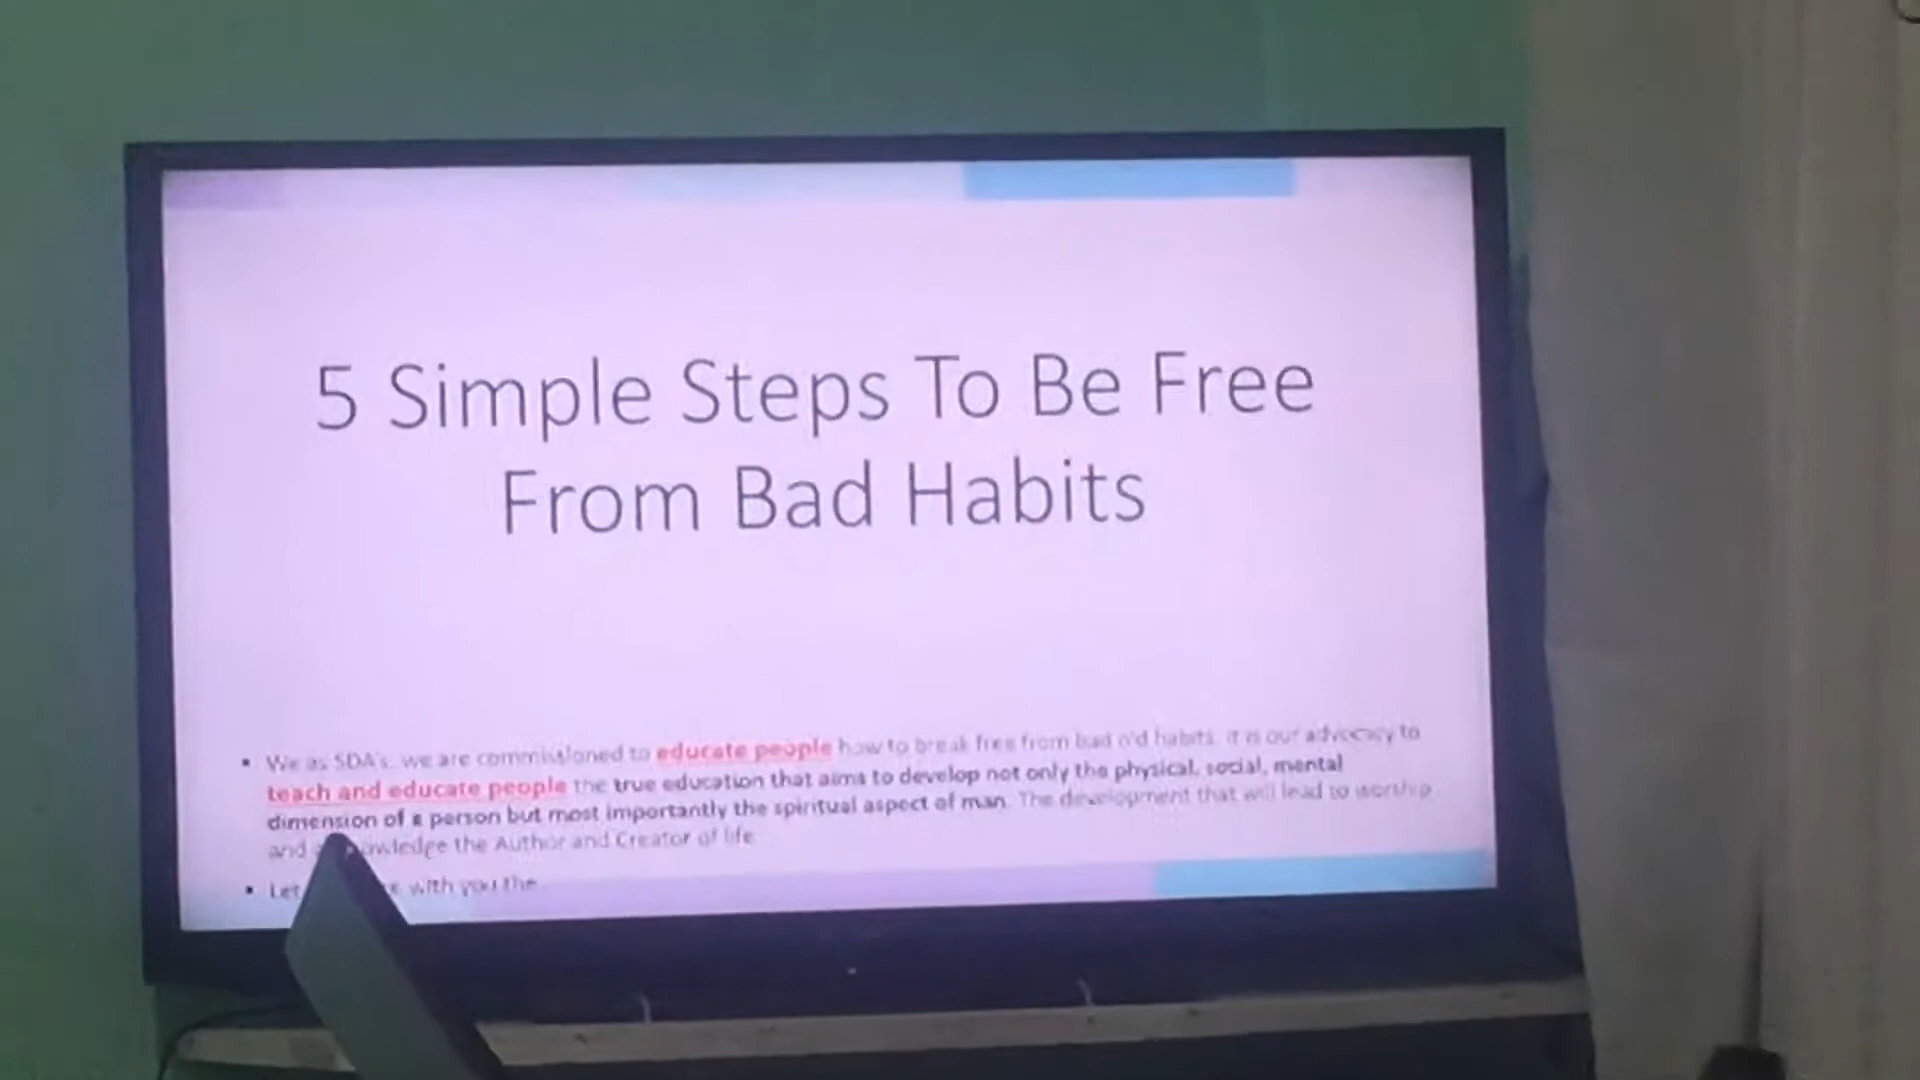 5 Simple Steps To Be Free
From Bad Habits
We as SDA's, we are commissioned to educate people how to break free from bad old habits. It is our advocacy to
teach and educate people the true education that aims to develop not only the physical, social, mental
dimension of a person but most importantly the spiritual aspect of man. The development that will lead to worship
and the Author and Creator of life
Let with you the